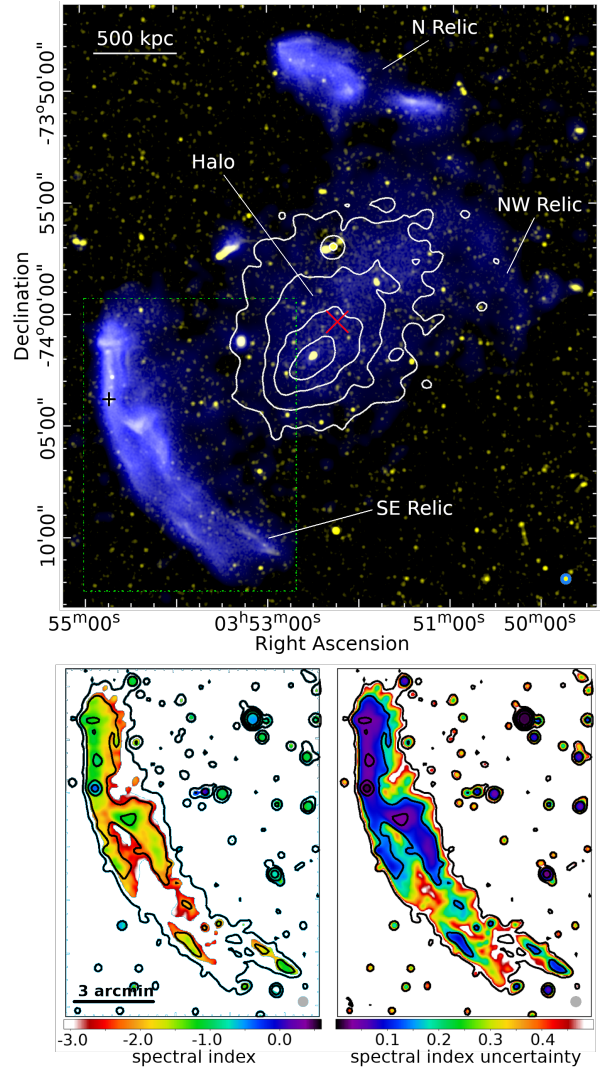 N Relic
500 kpc
-73°50'00"
Halo
55'00"
NW Relic
Declination
-74°00'00"
05'00"
SE Relic
10'00"
55ᵐ00ˢ
03ʰ53ᵐ00ˢ
51ᵐ00ˢ
50ᵐ00ˢ
Right Ascension
3 arcmin
-3.0 -2.0 -1.0 0.0
spectral index
0.1 0.2 0.3 0.4
spectral index uncertainty